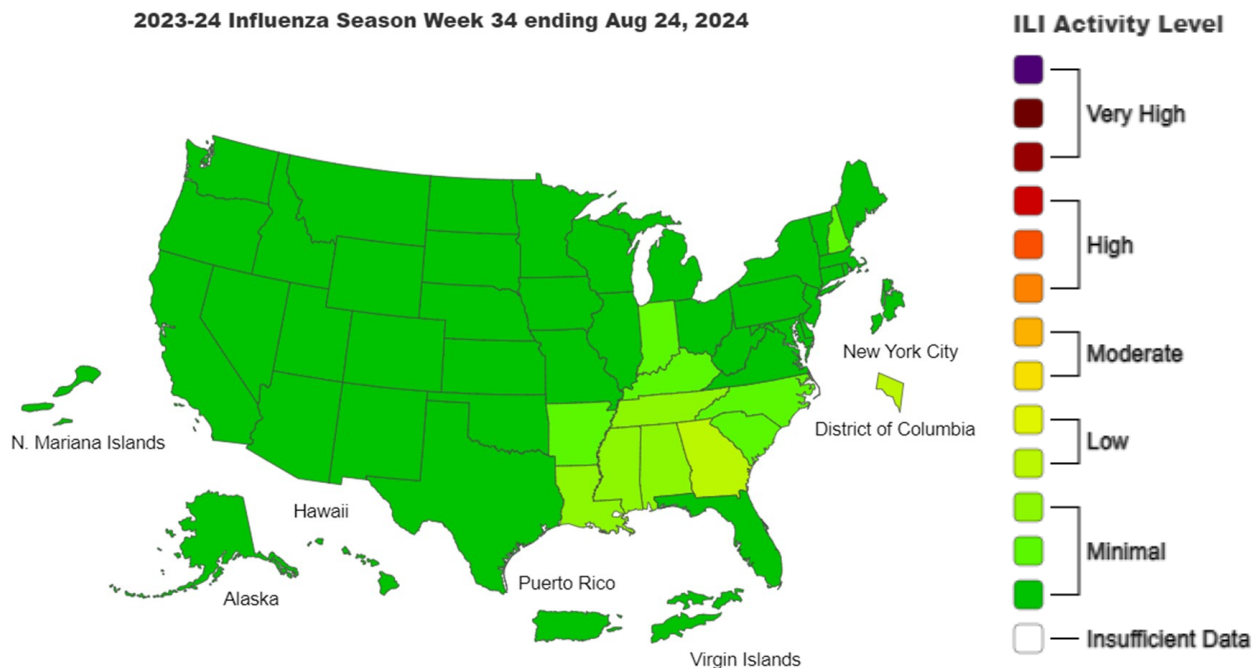 2023-24 Influenza Season Week 34 ending Aug 24, 2024
ILI Activity Level
Very High
High
Moderate
Low
Minimal
Insufficient Data
New York City
District of Columbia
N. Mariana Islands
Hawaii
Alaska
Puerto Rico
Virgin Islands